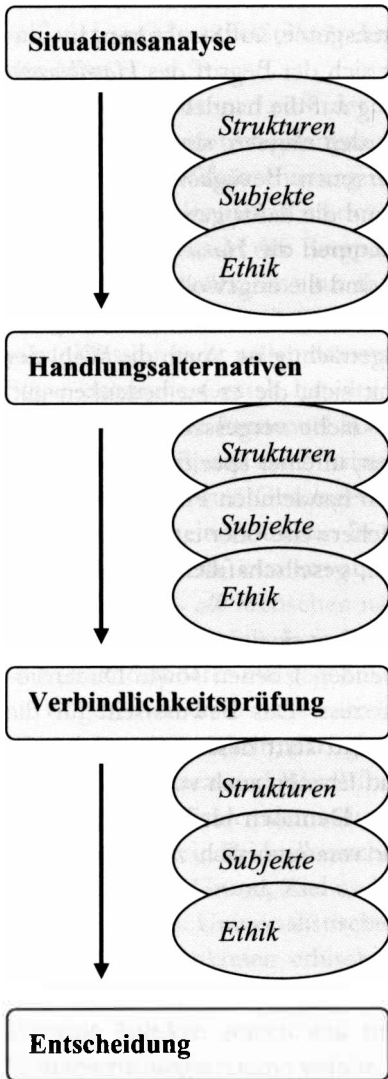 Situationsanalyse
Strukturen
Subjekte
Ethik
Handlungsalternativen
Strukturen
Subjekte
Ethik
Verbindlichkeitsprüfung
Strukturen
Subjekte
Ethik
Entscheidung